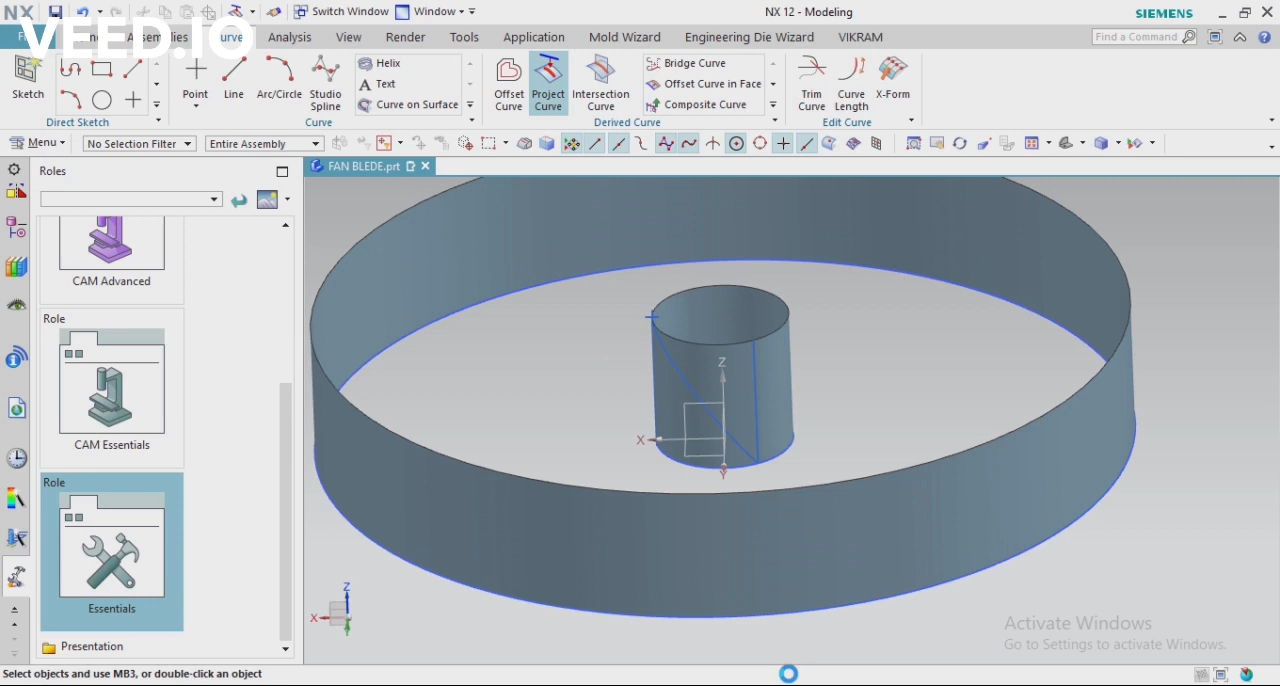 NX
Switch Window
Window
NX 12 - Modeling
SIEMENS
VEED.IO
Assemblies
Curve
Analysis
View
Render
Tools
Application
Mold Wizard
Engineering Die Wizard
VIKRAM
Find a Command
Sketch
Direct Sketch
Point
Line
Arc/Circle
Studio
Spline
Helix
Text
Curve on Surface
Curve
Offset
Curve
Project
Curve
Intersection
Curve
Bridge Curve
Offset Curve in Face
Composite Curve
Derived Curve
Trim
Curve
Curve
Length
X-Form
Edit Curve
Menu
No Selection Filter
Entire Assembly
Roles
FAN BLEDE.prt
CAM Advanced
Role
CAM Essentials
Role
Essentials
Presentation
Z
X
Y
Z
X
Y
Activate Windows
Go to Settings to activate Windows.
Select objects and use MB3, or double-click an object